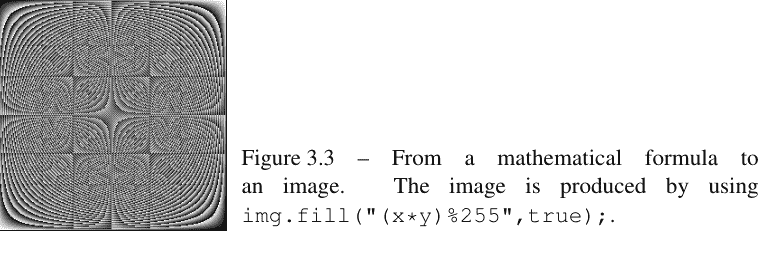 Figure 3.3 – From a mathematical formula to
an image. The image is produced by using
img.fill("(x*y)%255",true);.